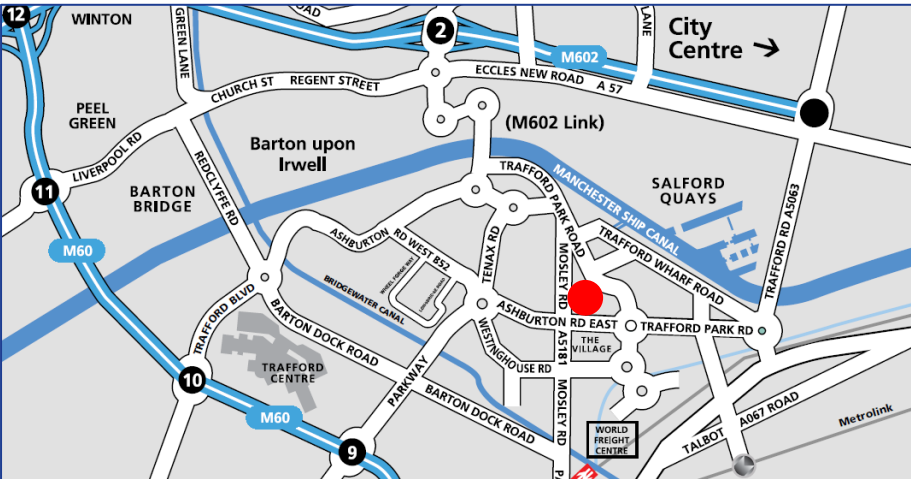 12
WINTON
GREEN LANE
ROAD
2
LANE
City
Centre
M602
CHURCH ST
REGENT STREET
ECCLES NEW ROAD
A 57
PEEL
GREEN
(M602 Link)
LIVERPOOL RD
Barton upon
Irwell
REDCLYFFE RD
TRAFFORD PARK ROAD
MANCHESTER SHIP CANAL
SALFORD
QUAYS
TRAFFORD RD A5063
11
BARTON
BRIDGE
M60
ASHBURTON
RD WEST B52
TENAX RD
MOSLEY RD
TRAFFORD WHARF ROAD
WHEEL FORGE WAY
BRIDGEWATER CANAL
TRAFFORD BLVD
BARTON DOCK ROAD
ASHBURTON RD EAST
TRAFFORD PARK RD
WESTINGHOUSE RD
A5181
THE
VILLAGE
TRAFFORD
CENTRE
10
PARKWAY
MOSLEY RD
BARTON DOCK ROAD
M60
9
WORLD
FREIGHT
CENTRE
TALBOT
A067 ROAD
Metrolink